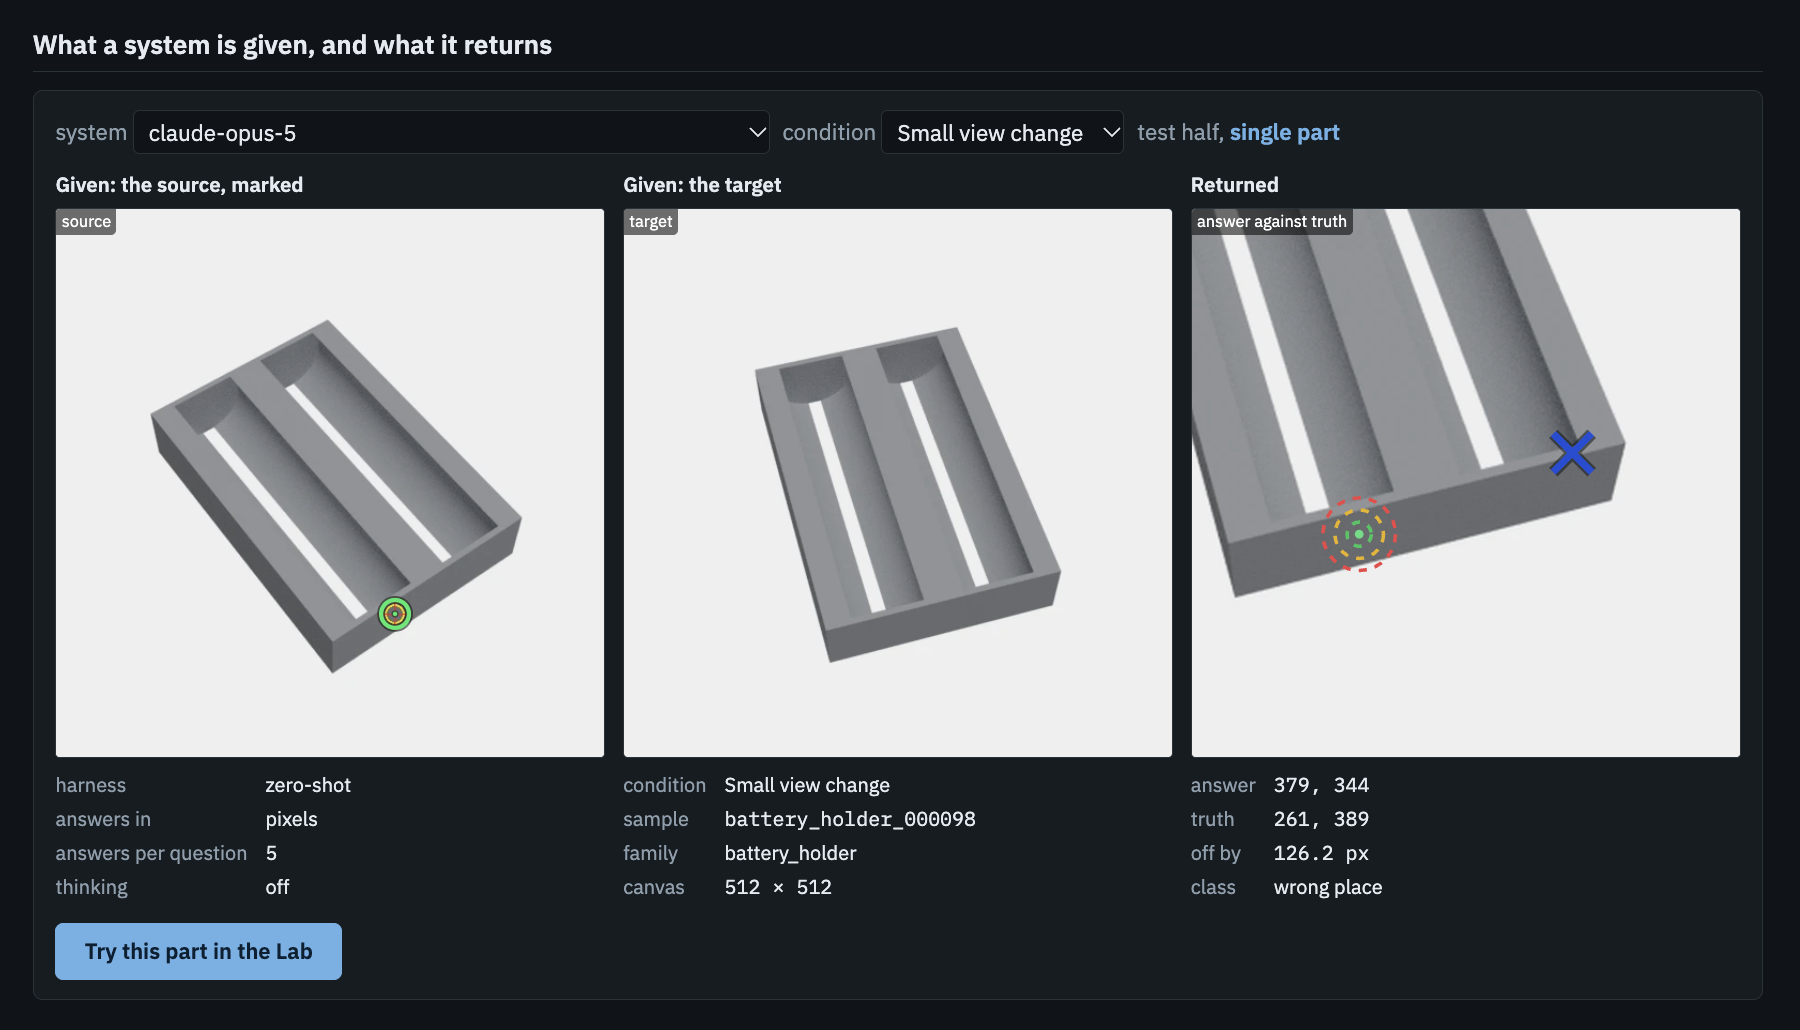 What a system is given, and what it returns
system claude-opus-5 condition Small view change test half, single part
Given: the source, marked
Given: the target
Returned
source
target
answer against truth
harness zero-shot
answers in pixels
answers per question 5
thinking off
condition Small view change
sample battery_holder_000098
family battery_holder
canvas 512 × 512
answer 379, 344
truth 261, 389
off by 126.2 px
class wrong place
Try this part in the Lab